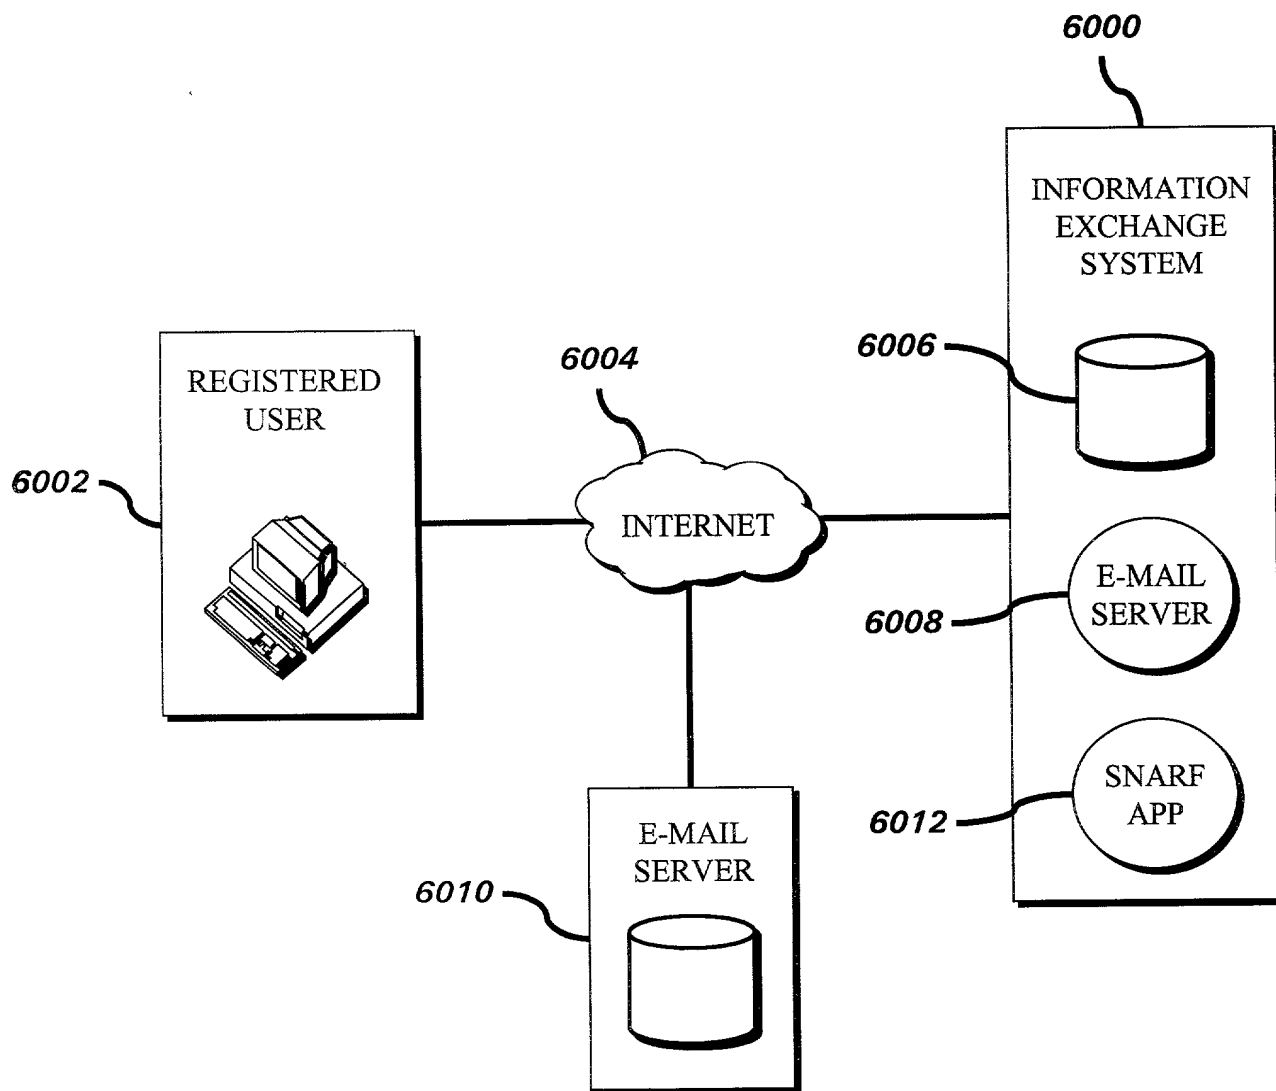 6000
INFORMATION
EXCHANGE
SYSTEM
6006
6004
REGISTERED
USER
6002
INTERNET
E-MAIL
SERVER
6008
SNARF
APP
6012
E-MAIL
SERVER
6010